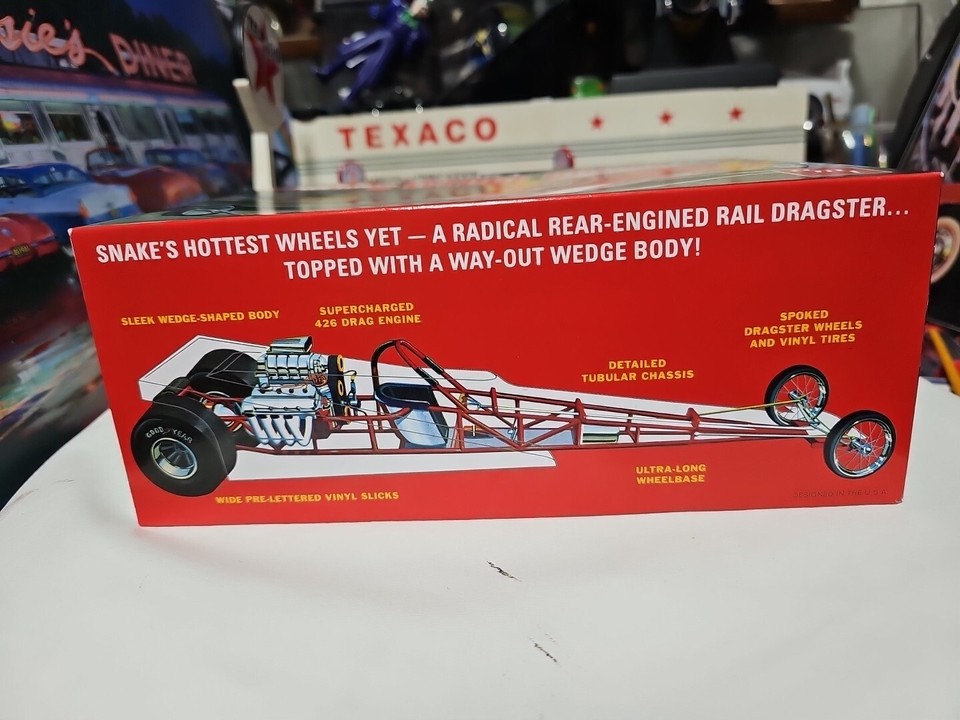 DINER
TEXACO
SNAKE'S HOTTEST WHEELS YET — A RADICAL REAR-ENGINED RAIL DRAGSTER...
TOPPED WITH A WAY-OUT WEDGE BODY!
SLEEK WEDGE-SHAPED BODY
SUPERCHARGED
426 DRAG ENGINE
SPOKED
DRAGSTER WHEELS
AND VINYL TIRES
DETAILED
TUBULAR CHASSIS
GOOD YEAR
ULTRA-LONG
WHEELBASE
WIDE PRE-LETTERED VINYL SLICKS